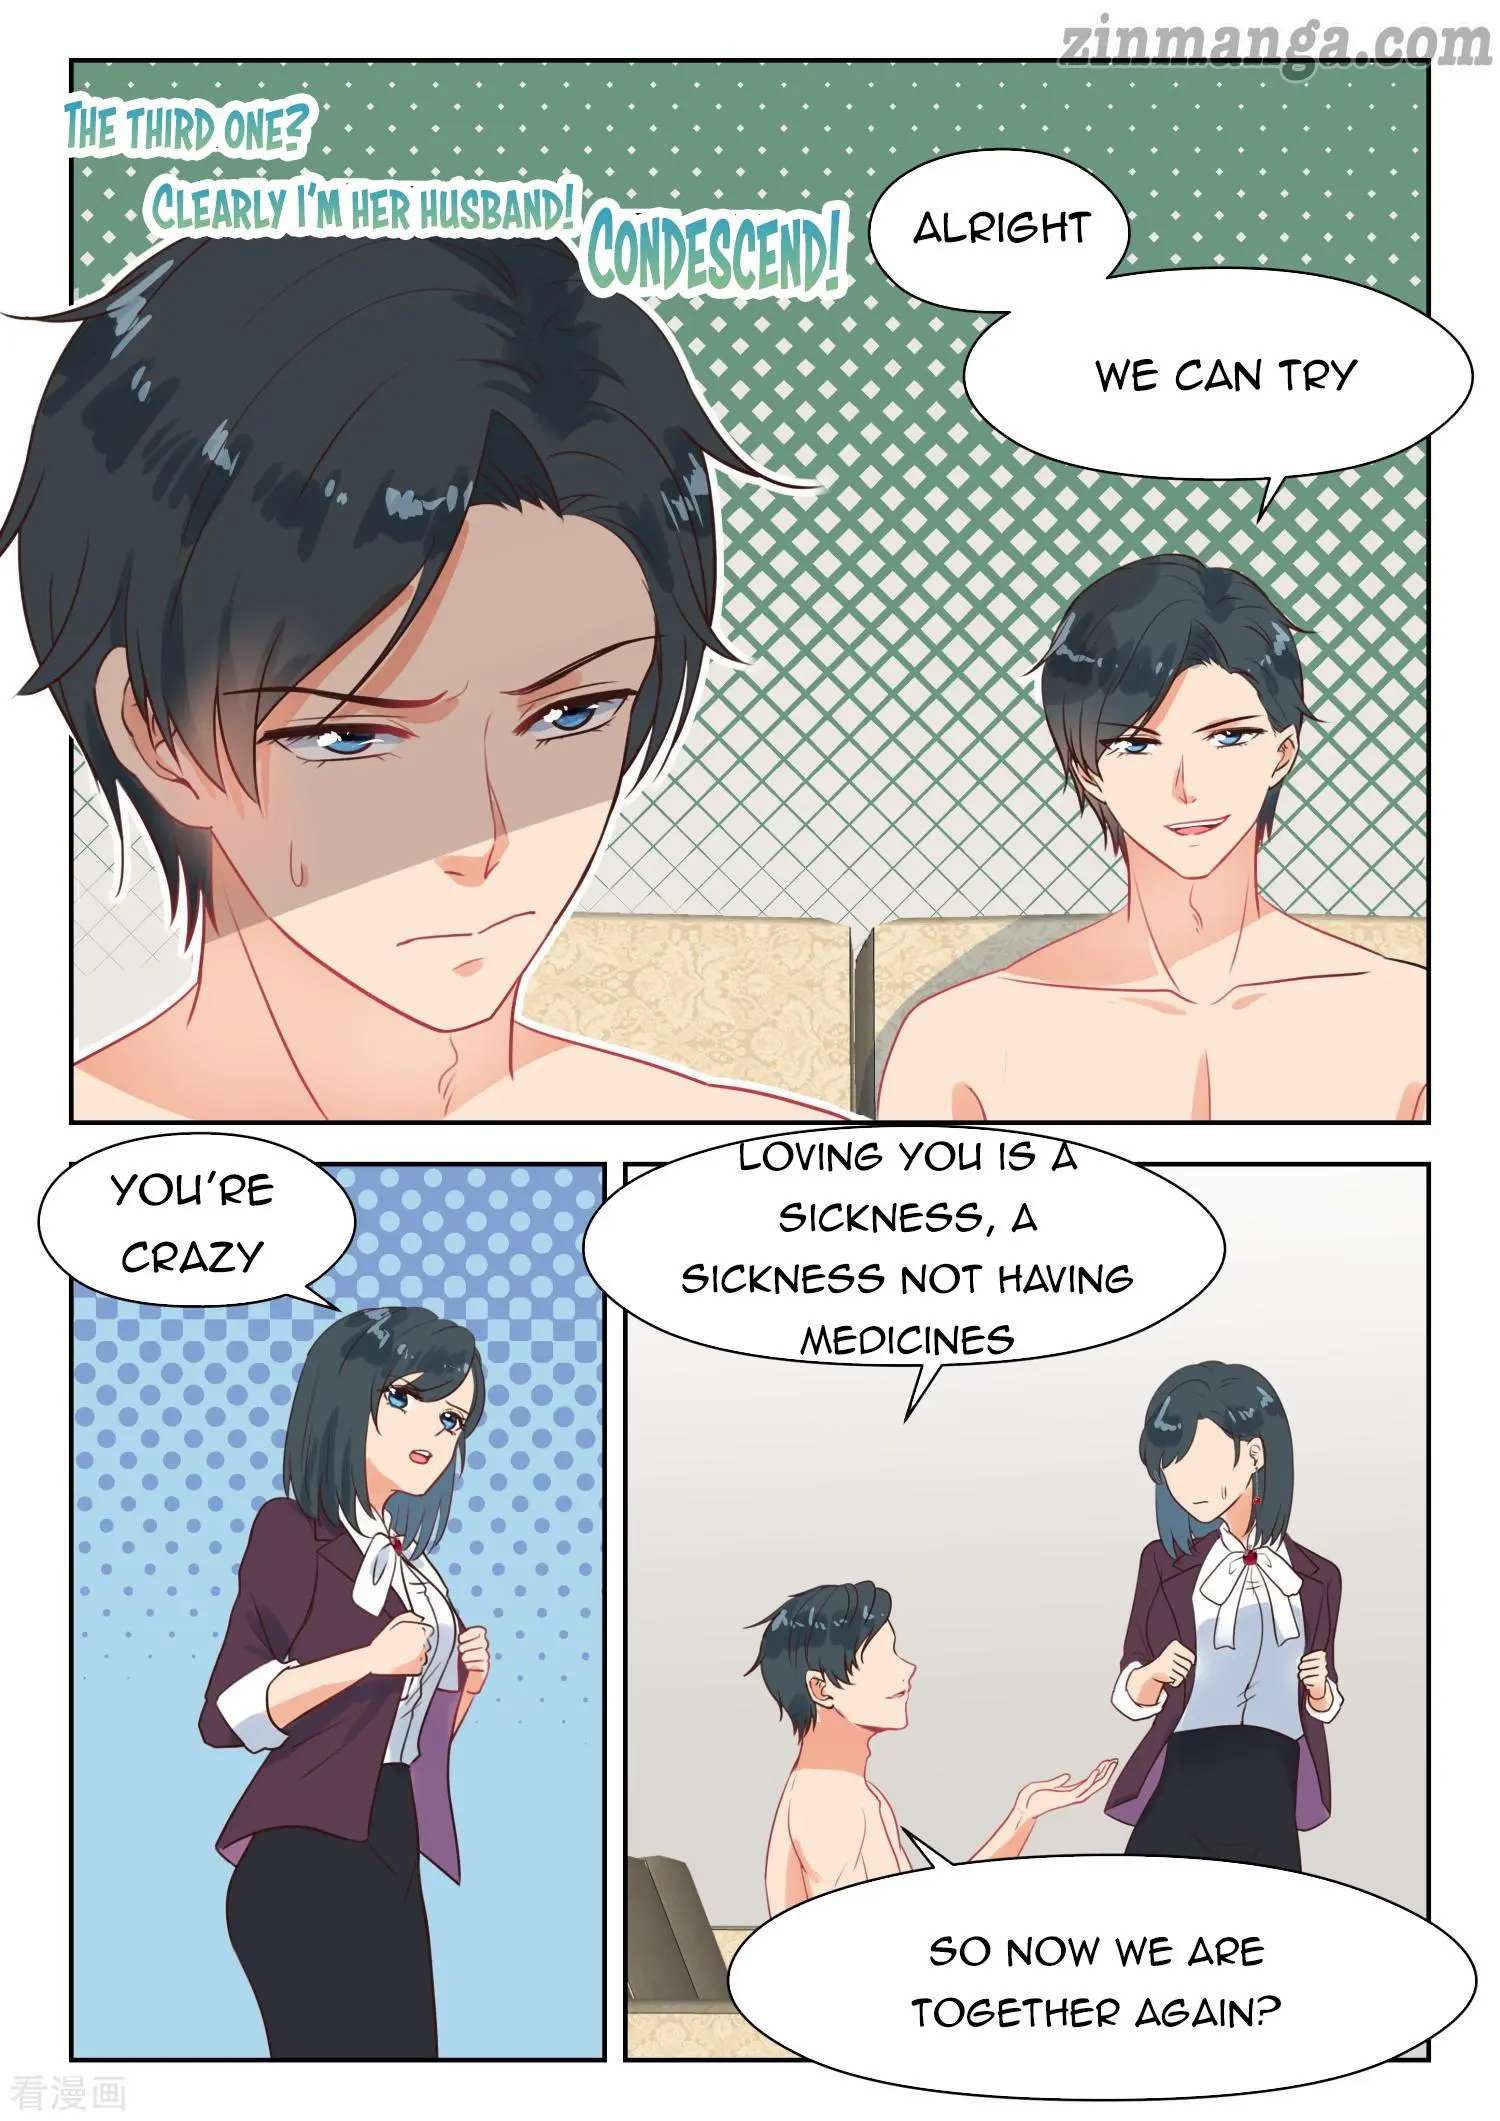 zinmanga.com
THE THIRD ONE?
CLEARLY I'M HER HUSBAND!
CONDESCEND!
ALRIGHT
WE CAN TRY
YOU'RE
CRAZY
LOVING YOU IS A
SICKNESS, A
SICKNESS NOT HAVING
MEDICINES
SO NOW WE ARE
TOGETHER AGAIN?
看漫画